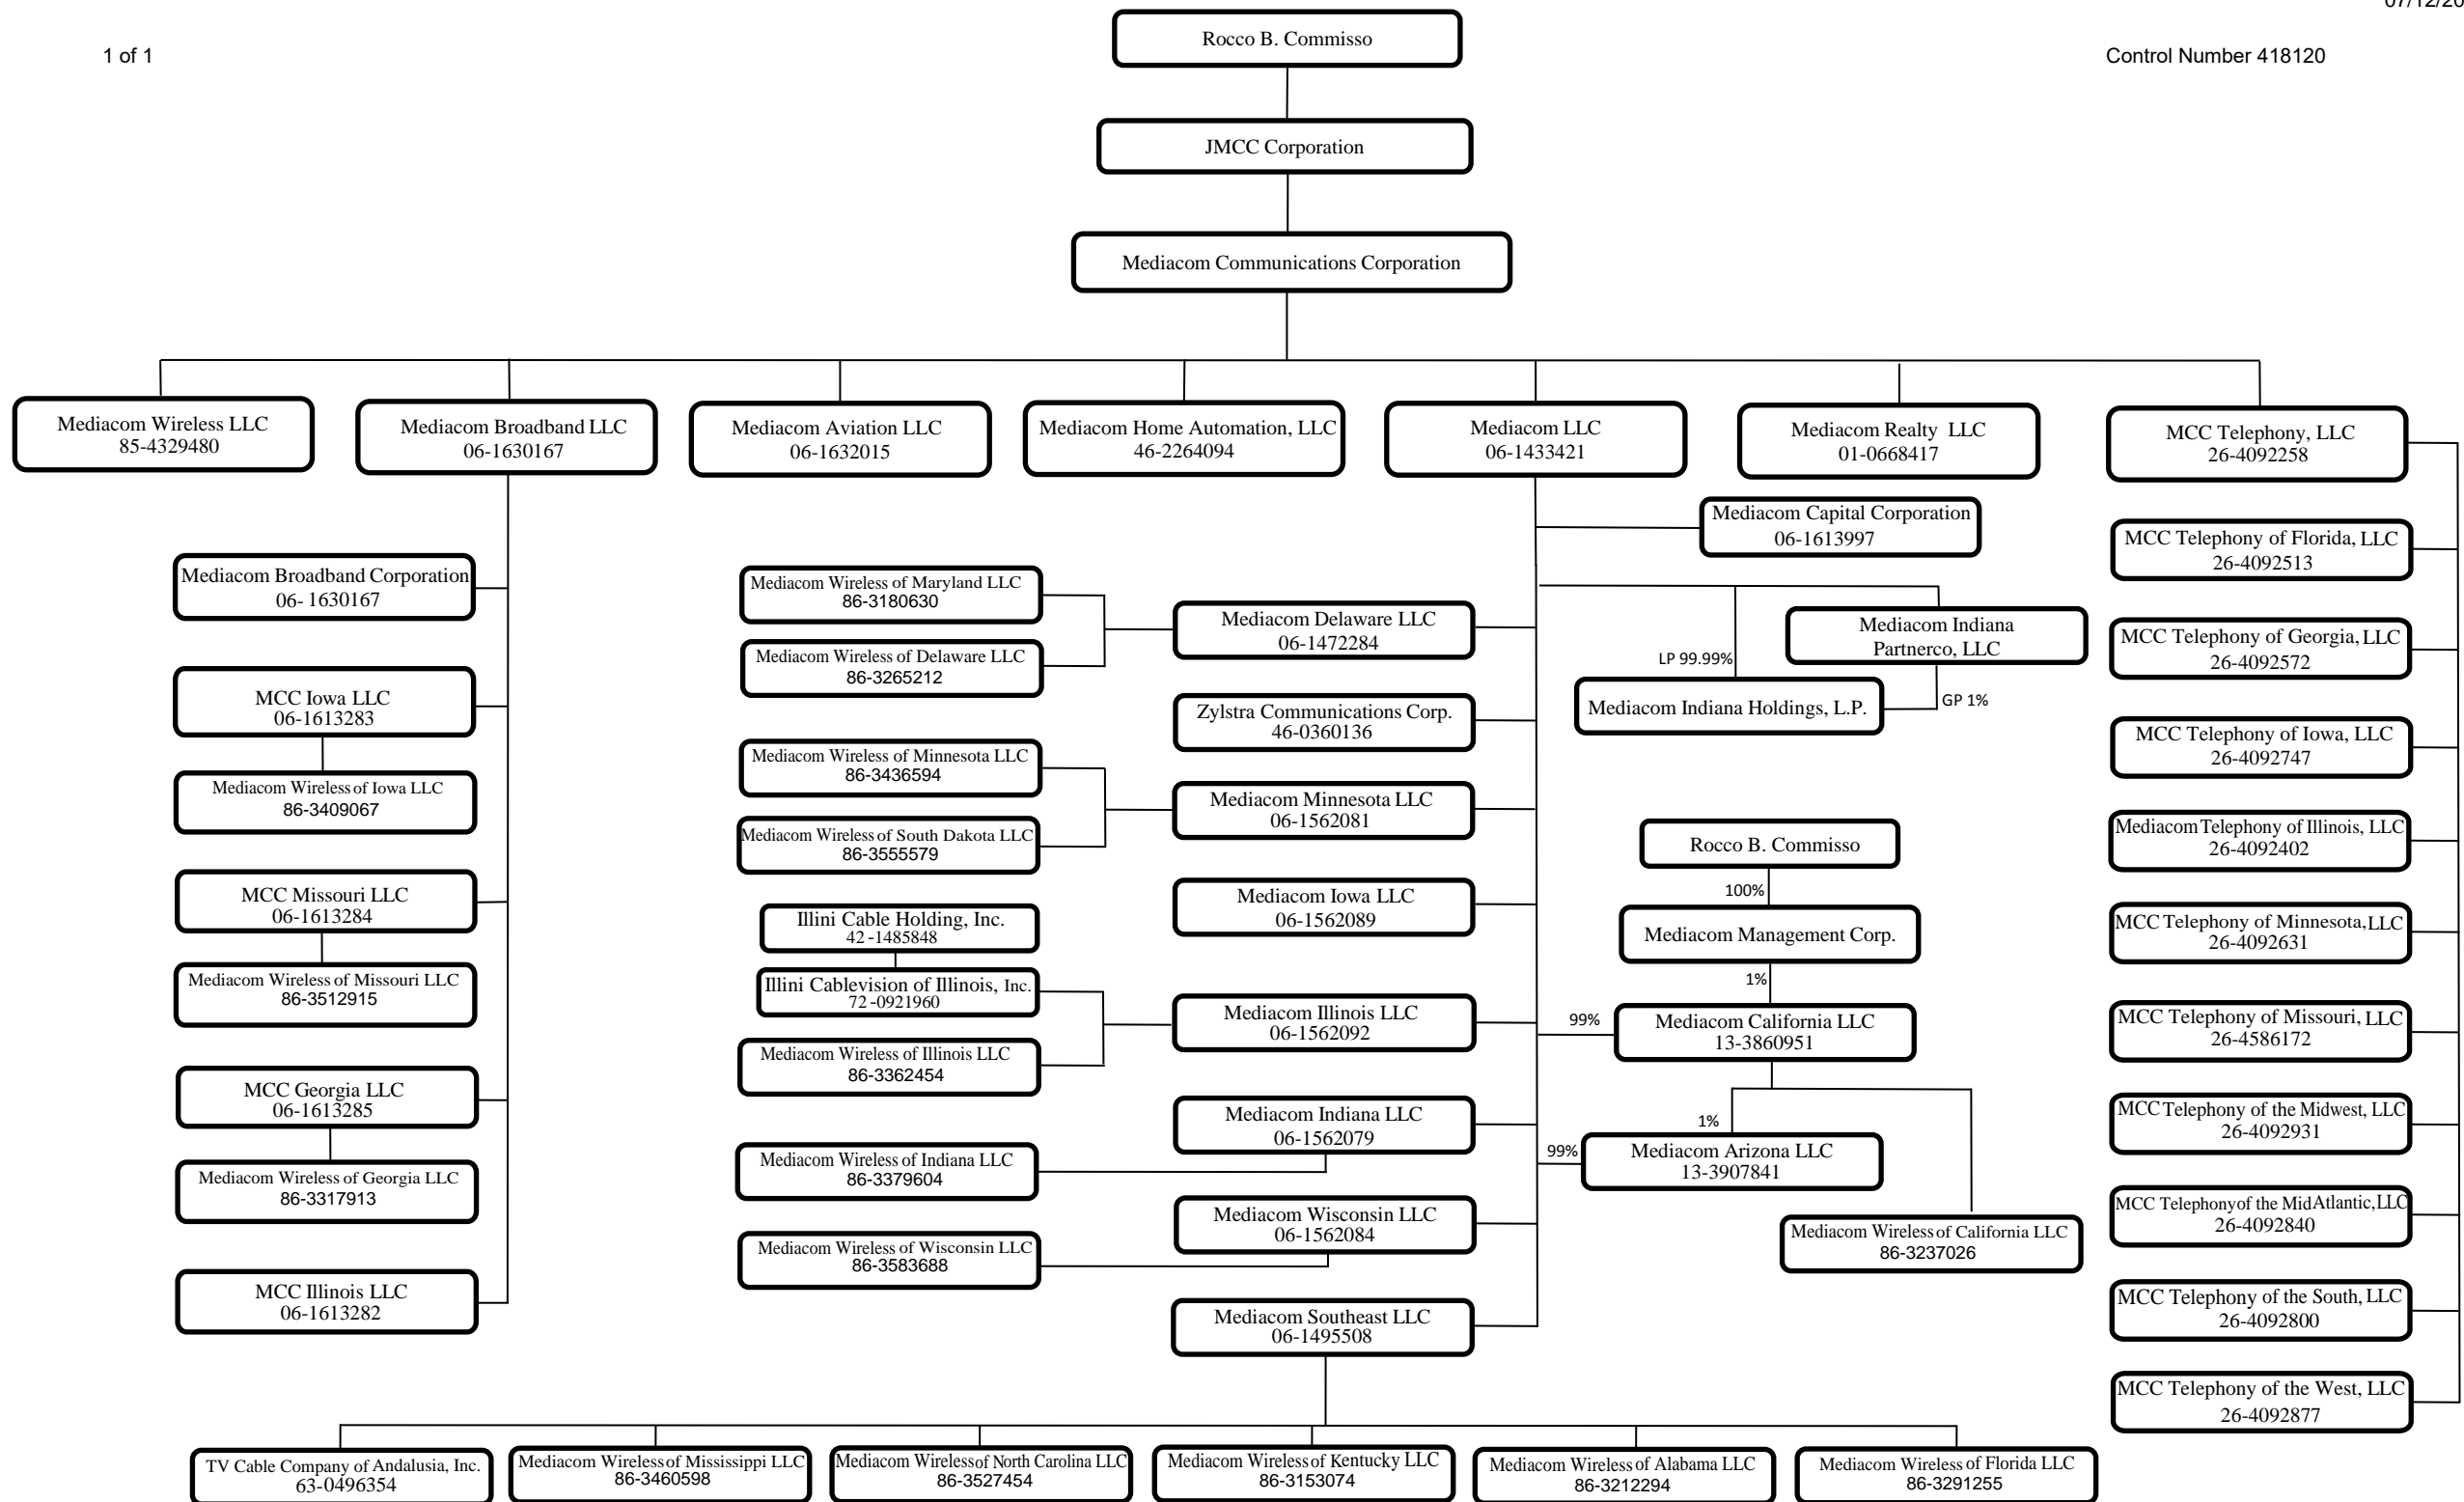 07/12/20
1 of 1
Control Number 418120
Rocco B. Commisso
JMCC Corporation
Mediacom Communications Corporation
Mediacom Wireless LLC
85-4329480
Mediacom Broadband LLC
06-1630167
Mediacom Aviation LLC
06-1632015
Mediacom Home Automation, LLC
46-2264094
Mediacom LLC
06-1433421
Mediacom Realty LLC
01-0668417
MCC Telephony, LLC
26-4092258
Mediacom Broadband Corporation
06- 1630167
MCC Iowa LLC
06-1613283
Mediacom Wireless of Iowa LLC
86-3409067
MCC Missouri LLC
06-1613284
Mediacom Wireless of Missouri LLC
86-3512915
MCC Georgia LLC
06-1613285
Mediacom Wireless of Georgia LLC
86-3317913
MCC Illinois LLC
06-1613282
Mediacom Wireless of Maryland LLC
86-3180630
Mediacom Wireless of Delaware LLC
86-3265212
Mediacom Wireless of Minnesota LLC
86-3436594
Mediacom Wireless of South Dakota LLC
86-3555579
Illini Cable Holding, Inc.
42 -1485848
Illini Cablevision of Illinois, Inc.
72 -0921960
Mediacom Wireless of Illinois LLC
86-3362454
Mediacom Wireless of Indiana LLC
86-3379604
Mediacom Wireless of Wisconsin LLC
86-3583688
Mediacom Delaware LLC
06-1472284
Zylstra Communications Corp.
46-0360136
Mediacom Minnesota LLC
06-1562081
Mediacom Iowa LLC
06-1562089
Mediacom Illinois LLC
06-1562092
Mediacom Indiana LLC
06-1562079
Mediacom Wisconsin LLC
06-1562084
Mediacom Southeast LLC
06-1495508
Mediacom Capital Corporation
06-1613997
Mediacom Indiana
Partnerco, LLC
LP 99.99%
Mediacom Indiana Holdings, L.P.
GP 1%
Rocco B. Commisso
100%
Mediacom Management Corp.
1%
99%
Mediacom California LLC
13-3860951
1%
99%
Mediacom Arizona LLC
13-3907841
Mediacom Wireless of California LLC
86-3237026
MCC Telephony of Florida, LLC
26-4092513
MCC Telephony of Georgia, LLC
26-4092572
MCC Telephony of Iowa, LLC
26-4092747
Mediacom Telephony of Illinois, LLC
26-4092402
MCC Telephony of Minnesota, LLC
26-4092631
MCC Telephony of Missouri, LLC
26-4586172
MCC Telephony of the Midwest, LLC
26-4092931
MCC Telephony of the MidAtlantic, LLC
26-4092840
MCC Telephony of the South, LLC
26-4092800
MCC Telephony of the West, LLC
26-4092877
TV Cable Company of Andalusia, Inc.
63-0496354
Mediacom Wireless of Mississippi LLC
86-3460598
Mediacom Wireless of North Carolina LLC
86-3527454
Mediacom Wireless of Kentucky LLC
86-3153074
Mediacom Wireless of Alabama LLC
86-3212294
Mediacom Wireless of Florida LLC
86-3291255